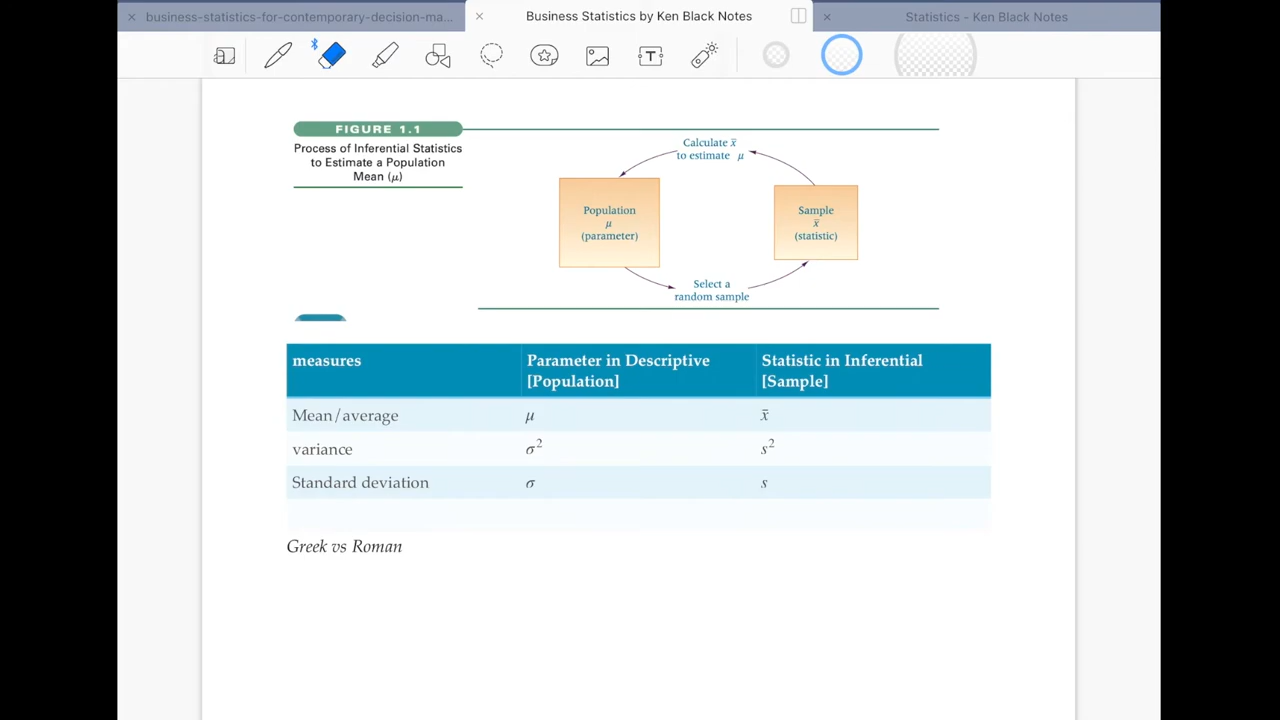 business-statistics-for-contemporary-decision-ma...
Business Statistics by Ken Black Notes
Statistics - Ken Black Notes
FIGURE 1.1
Process of Inferential Statistics
to Estimate a Population
Mean (μ)
Calculate x̄
to estimate μ
Population
μ
(parameter)
Sample
x̄
(statistic)
Select a
random sample
measures
Parameter in Descriptive
[Population]
Statistic in Inferential
[Sample]
Mean/average μ x̄
variance σ² s²
Standard deviation σ s
Greek vs Roman